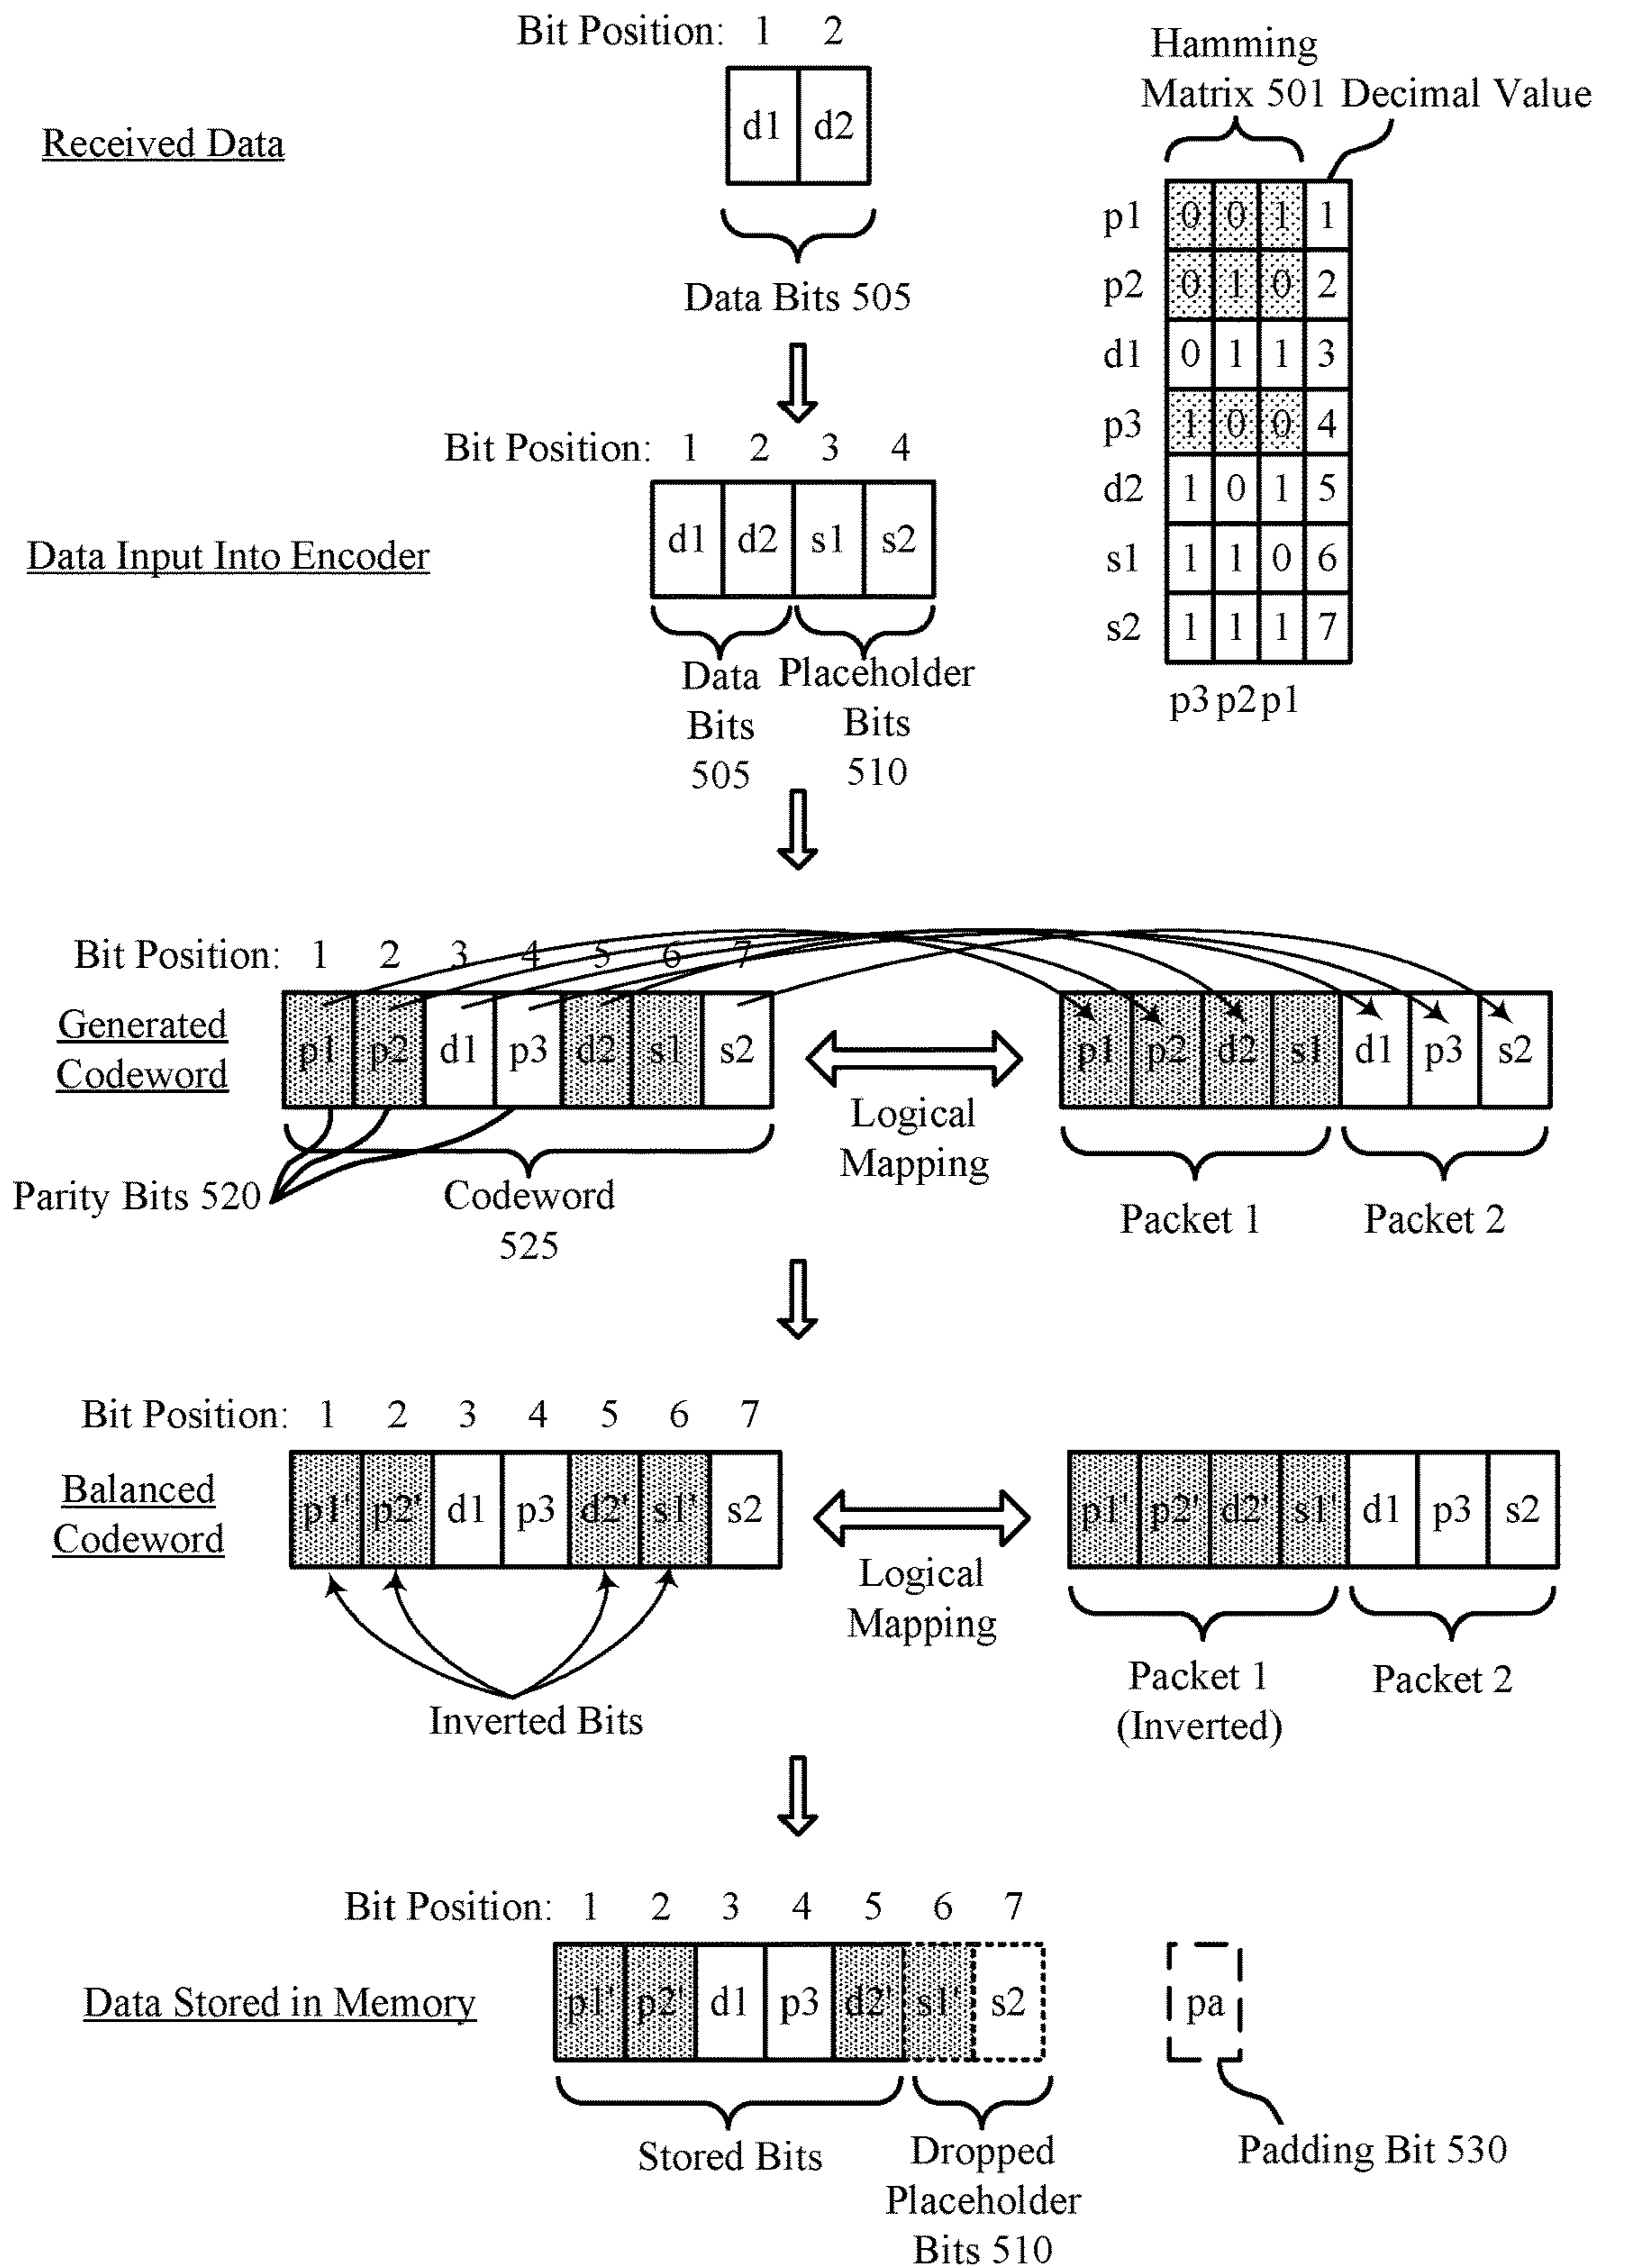 Bit Position: 1 2
Hamming
Matrix 501 Decimal Value
Received Data
d1 d2
Data Bits 505
p1 0 0 1 1
p2 0 1 0 2
d1 0 1 1 3
p3 1 0 0 4
d2 1 0 1 5
s1 1 1 0 6
s2 1 1 1 7
p3 p2 p1
Bit Position: 1 2 3 4
Data Input Into Encoder
d1 d2 s1 s2
Data
Bits
505
Placeholder
Bits
510
Bit Position: 1 2 3 4 5 6 7
Generated
Codeword
p1 p2 d1 p3 d2 s1 s2
Logical
Mapping
p1 p2 d2 s1 d1 p3 s2
Parity Bits 520
Codeword
525
Packet 1
Packet 2
Bit Position: 1 2 3 4 5 6 7
Balanced
Codeword
p1' p2' d1 p3 d2' s1' s2
Logical
Mapping
p1' p2' d2' s1' d1 p3 s2
Inverted Bits
Packet 1
(Inverted)
Packet 2
Bit Position: 1 2 3 4 5 6 7
Data Stored in Memory
p1' p2' d1 p3 d2' s1' s2
pa
Stored Bits
Dropped
Placeholder
Bits 510
Padding Bit 530